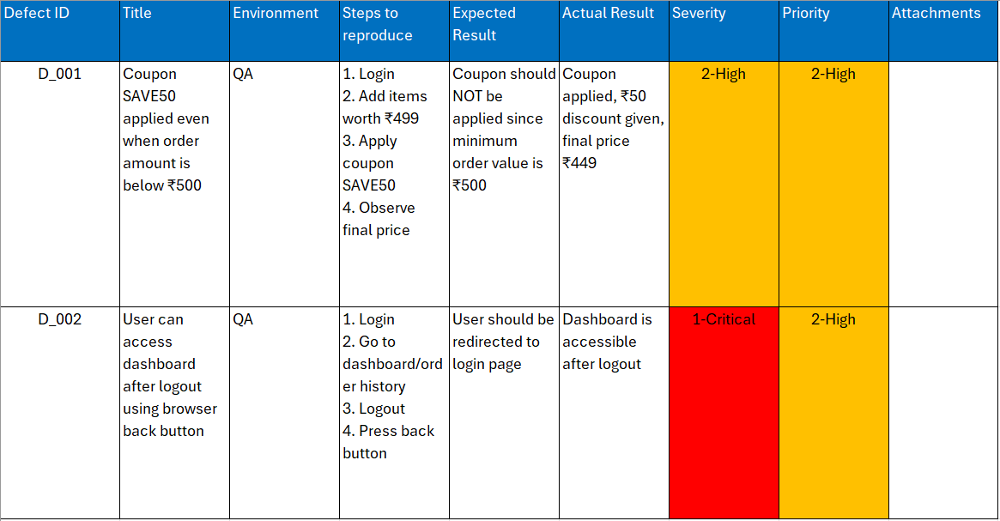 Defect ID
Title
Environment
Steps to
reproduce
Expected
Result
Actual Result
Severity
Priority
Attachments
D_001
Coupon
SAVE50
applied even
when order
amount is
below ₹500
QA
1. Login
2. Add items
worth ₹499
3. Apply
coupon
SAVE50
4. Observe
final price
Coupon should
NOT be
applied since
minimum
order value is
₹500
Coupon
applied, ₹50
discount given,
final price
₹449
2-High
2-High
D_002
User can
access
dashboard
after logout
using browser
back button
QA
1. Login
2. Go to
dashboard/ord
er history
3. Logout
4. Press back
button
User should be
redirected to
login page
Dashboard is
accessible
after logout
1-Critical
2-High